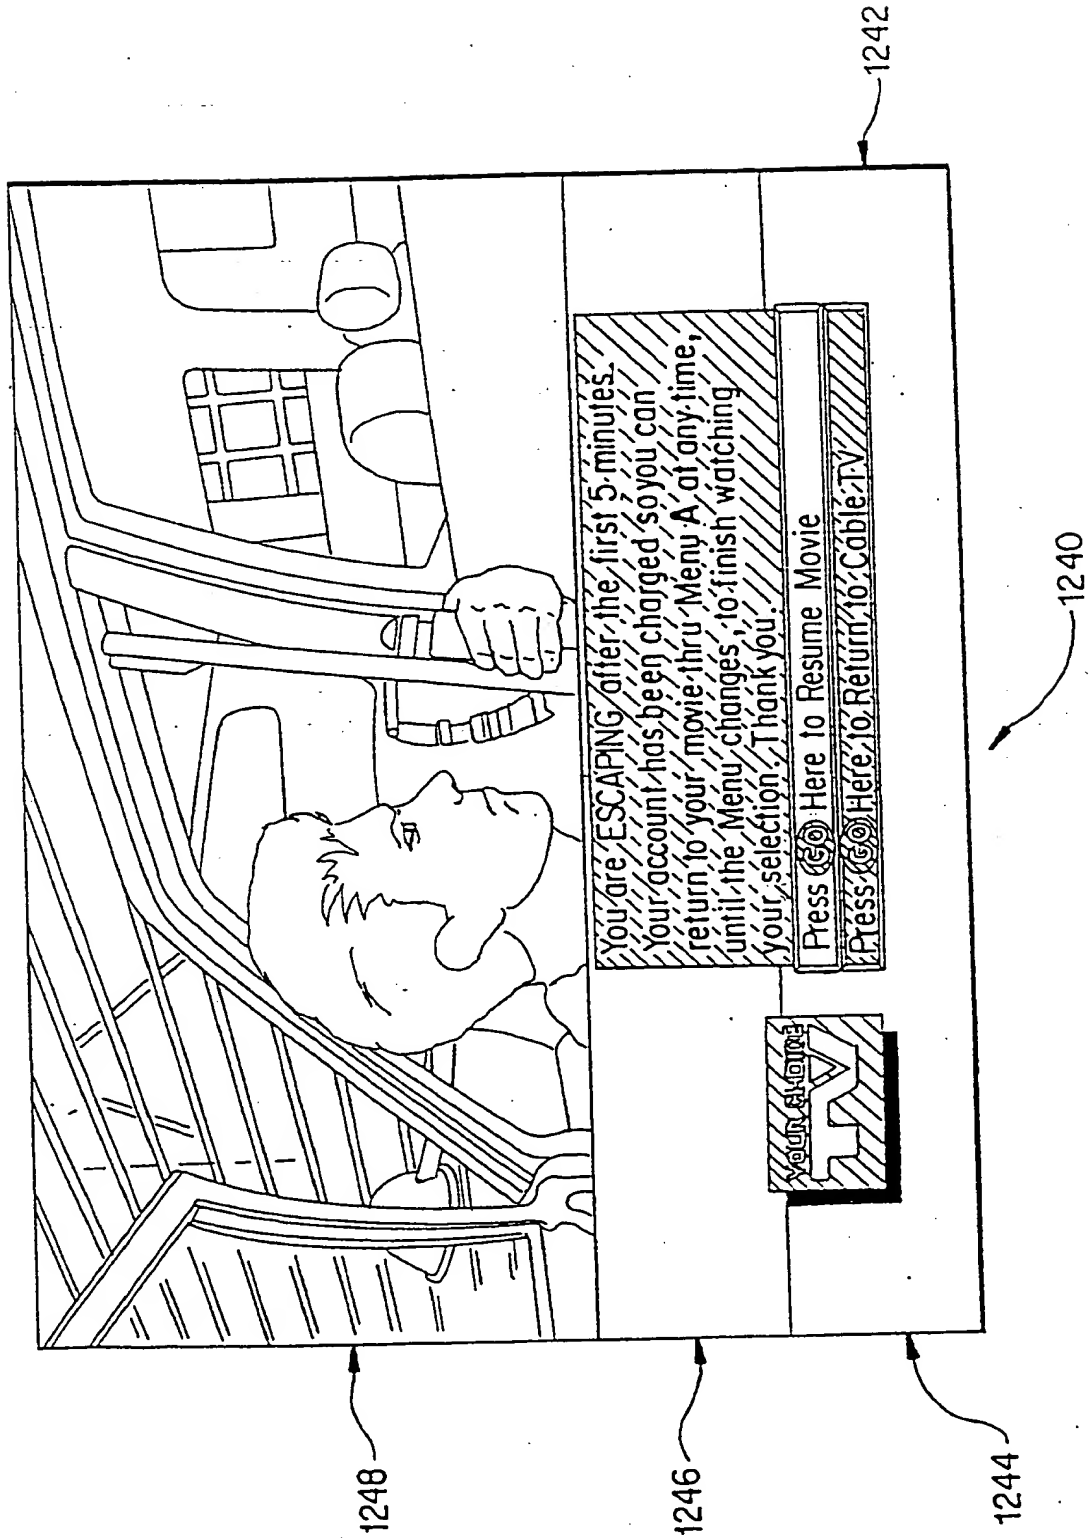 You are ESCAPING after the first 5 minutes.
Your account has been charged so you can
return to your movie thru Menu A at any time,
until the Menu changes, to finish watching
your selection. Thank you.
Press GO Here to Resume Movie
Press GO Here to Return to Cable TV
YOUR CHOICE
TV
1248
1246
1244
1242
1240